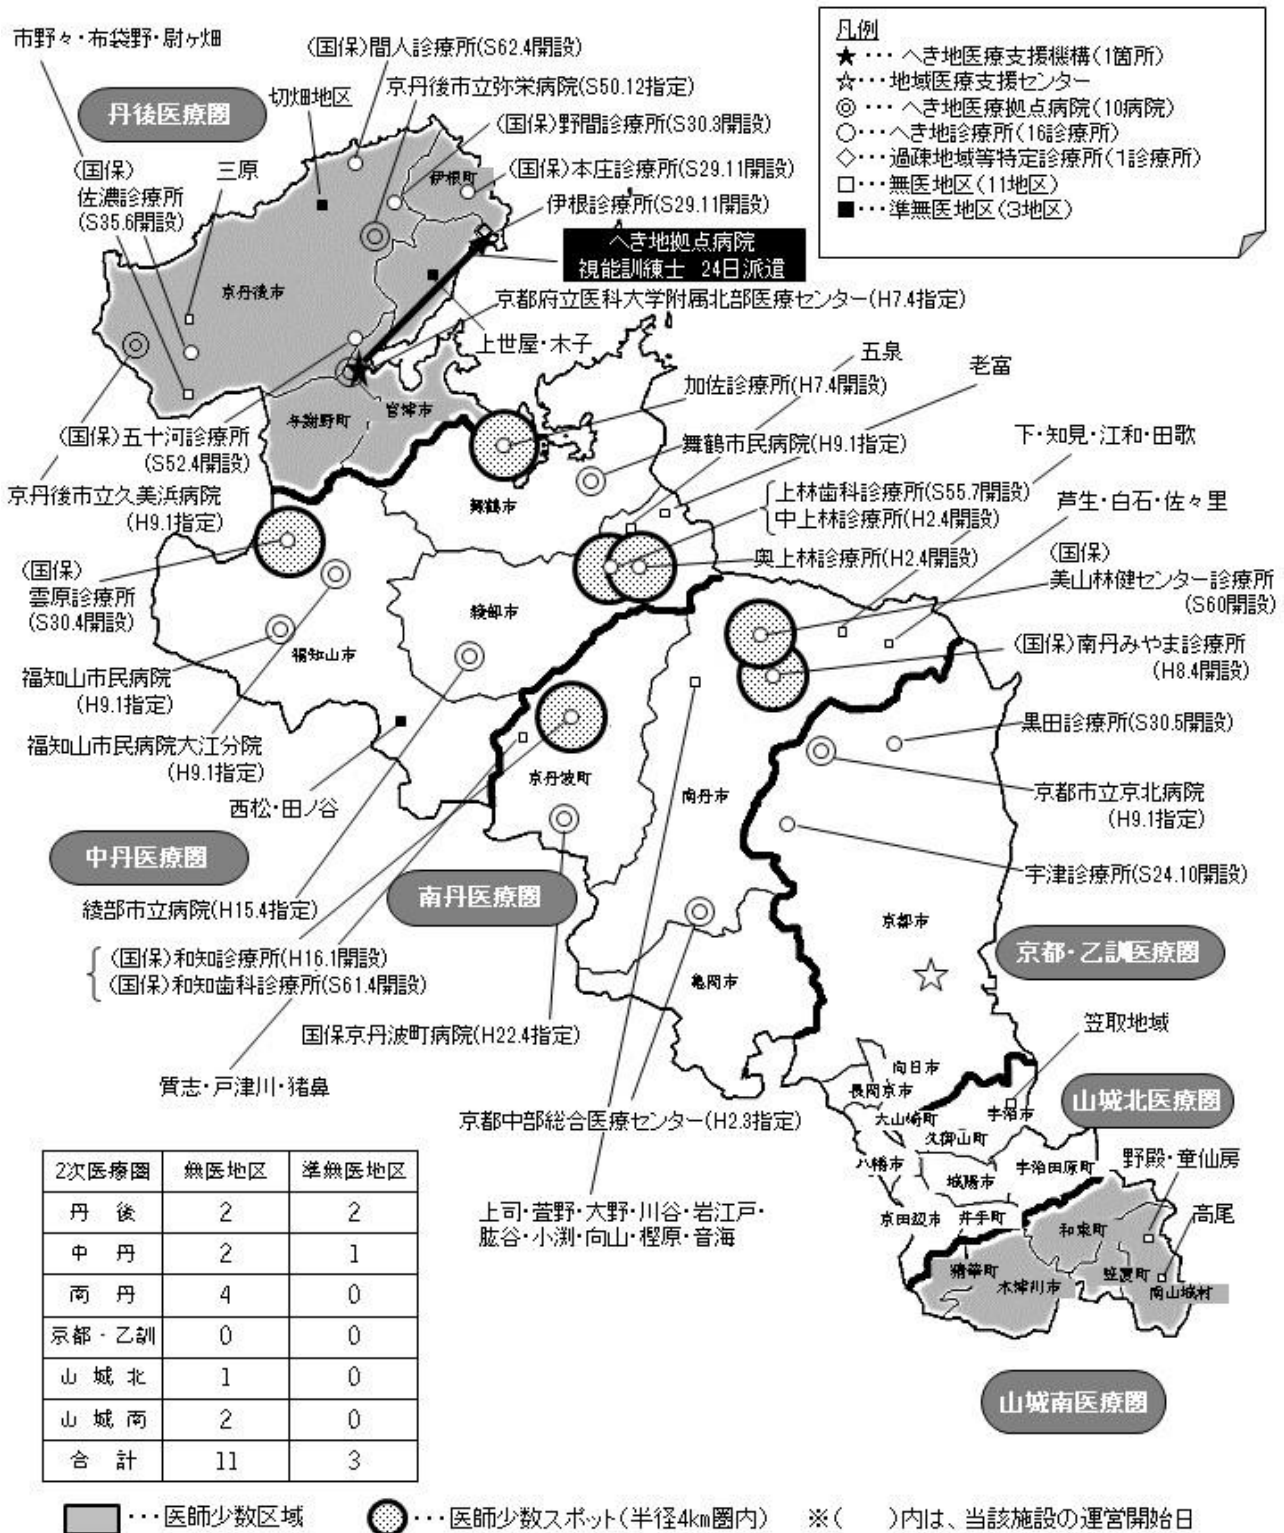 市野々・布袋野・尉ヶ畑
(国保)間人診療所(S62.4開設)
京丹後市立弥栄病院(S50.12指定)
切畑地区
丹後医療圏
(国保)野間診療所(S30.3開設)
(国保)本庄診療所(S29.11開設)
伊根診療所(S29.11開設)
伊根町
(国保)
佐濃診療所
(S35.6開設)
三原
へき地拠点病院
視能訓練士 24日派遣
京都府立医科大学附属北部医療センター(H7.4指定)
京丹後市
上世屋・木子
凡例
★・・・ へき地医療支援機構(1箇所)
☆・・・地域医療支援センター
◎・・・ へき地医療拠点病院(10病院)
○・・・へき地診療所(16診療所)
◇・・・過疎地域等特定診療所(1診療所)
□・・・無医地区(11地区)
■・・・準無医地区(3地区)
五泉
老富
加佐診療所(H7.4開設)
舞鶴市民病院(H9.1指定)
下・知見・江和・田歌
上林歯科診療所(S55.7開設)
中上林診療所(H2.4開設)
芦生・白石・佐々里
奥上林診療所(H2.4開設)
(国保)
美山林健センター診療所
(S60開設)
(国保)南丹みやま診療所
(H8.4開設)
与謝野町
宮津市
(国保)五十河診療所
(S52.4開設)
京丹後市立久美浜病院
(H9.1指定)
舞鶴市
(国保)
雲原診療所
(S30.4開設)
綾部市
福知山市
福知山市民病院
(H9.1指定)
福知山市民病院大江分院
(H9.1指定)
西松・田ノ谷
黒田診療所(S30.5開設)
京都市立京北病院
(H9.1指定)
宇津診療所(S24.10開設)
京丹波町
南丹市
中丹医療圏
南丹医療圏
綾部市立病院(H15.4指定)
(国保)和知診療所(H16.1開設)
(国保)和知歯科診療所(S61.4開設)
京都市
京都・乙訓医療圏
亀岡市
国保京丹波町病院(H22.4指定)
質志・戸津川・猪鼻
笠取地域
向日市
長岡京市
大山崎町
宇治市
山城北医療圏
京都中部総合医療センター(H2.3指定)
久御山町
八幡市
城陽市
宇治田原町
野殿・童仙房
上司・萱野・大野・川谷・岩江戸・
肱谷・小渕・向山・樫原・音海
京田辺市
井手町
和束町
高尾
精華町
木津川市
笠置町
南山城村
山城南医療圏
2次医療圏 無医地区 準無医地区
丹後 2 2
中丹 2 1
南丹 4 0
京都・乙訓 0 0
山城北 1 0
山城南 2 0
合計 11 3
・・・医師少数区域 ・・・医師少数スポット(半径4km圏内) ※( )内は、当該施設の運営開始日